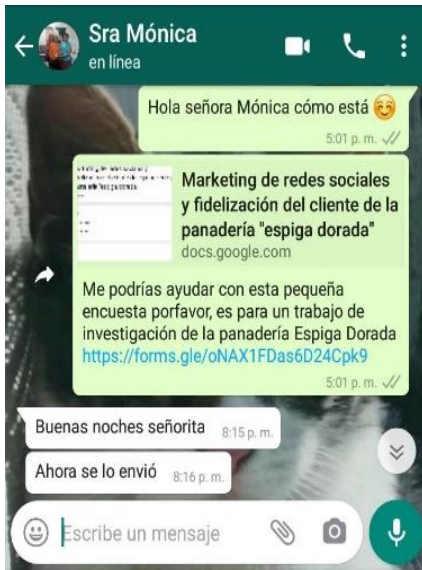 Sra Mónica
en línea
Hola señora Mónica cómo está
5:01 p. m.
Marketing de redes sociales
y fidelización del cliente de la
panadería "espiga dorada"
docs.google.com
Me podrías ayudar con esta pequeña
encuesta porfavor, es para un trabajo de
investigación de la panadería Espiga Dorada
https://forms.gle/oNAX1FDas6D24Cpk9
5:01 p. m.
Buenas noches señorita 8:15 p. m.
Ahora se lo envió 8:16 p. m.
Escribe un mensaje